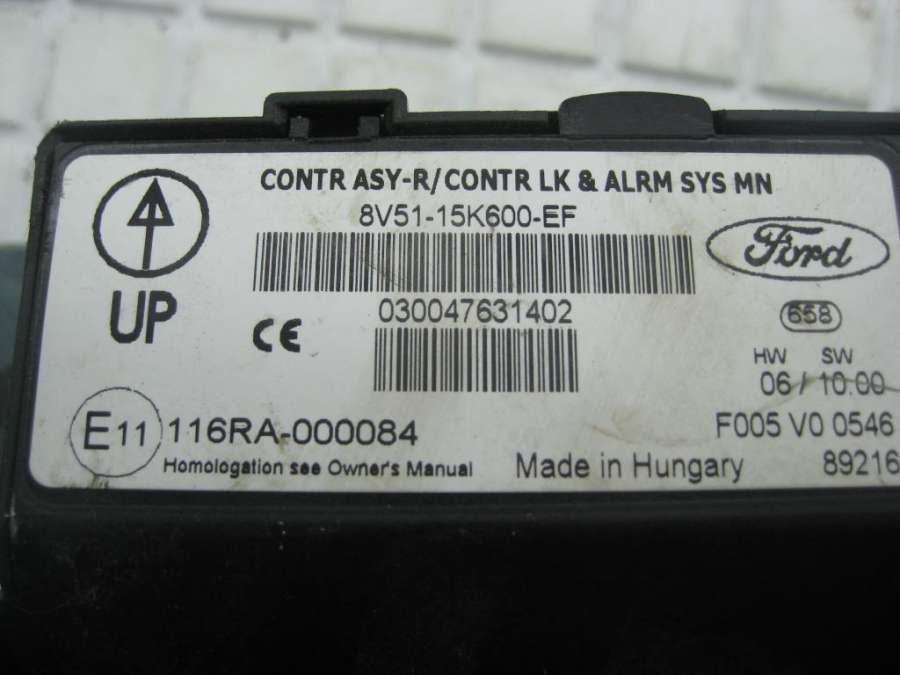 CONTR ASY-R/CONTR LK & ALRM SYS MN
8V51-15K600-EF
Ford
UP
CE
030047631402
658
HW SW
06/10.00
E11 116RA-000084
F005 V0 0546
Homologation see Owner's Manual
Made in Hungary
89216